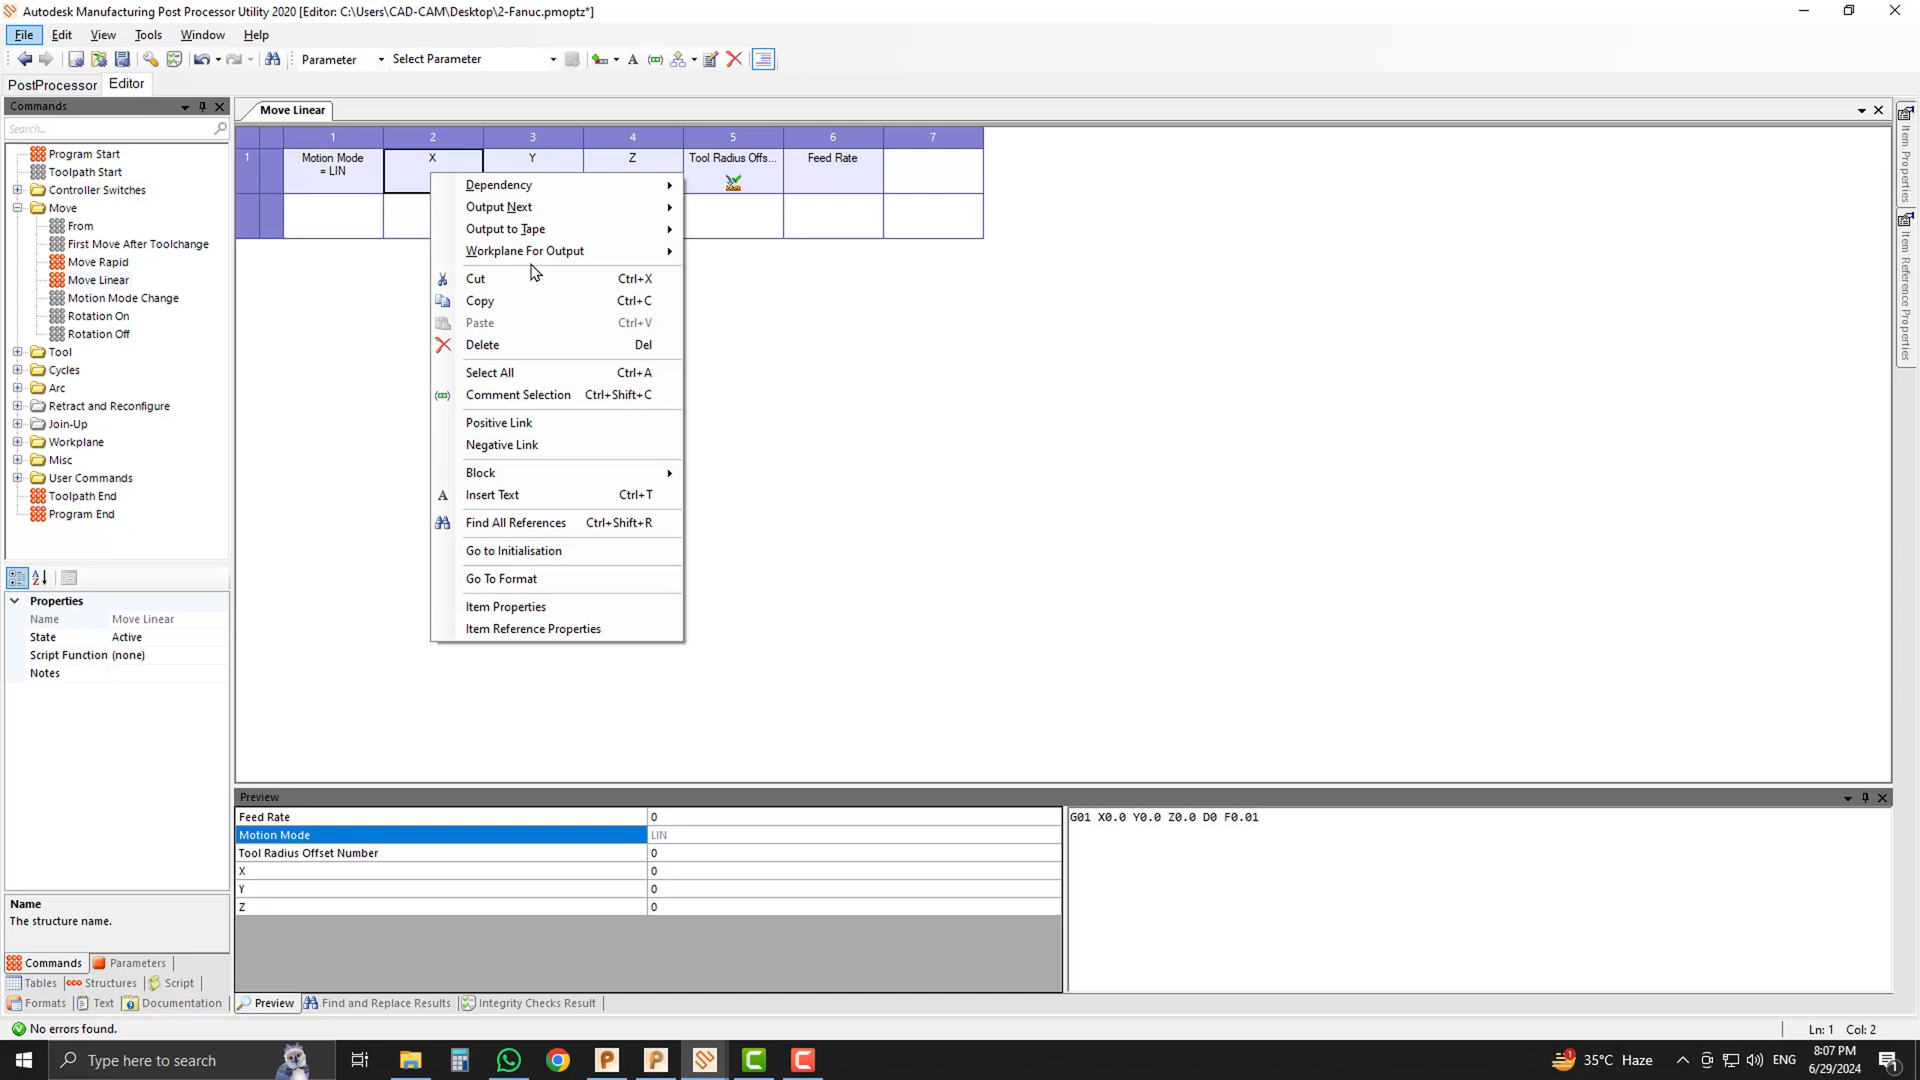 Autodesk Manufacturing Post Processor Utility 2020 [Editor: C:\Users\CAD-CAM\Desktop\2-Fanuc.pmoptz*]
File Edit View Tools Window Help
Parameter Select Parameter
PostProcessor Editor
Commands
Search...
Program Start
Toolpath Start
Controller Switches
Move
From
First Move After Toolchange
Move Rapid
Move Linear
Motion Mode Change
Rotation On
Rotation Off
Tool
Cycles
Arc
Retract and Reconfigure
Join-Up
Workplane
Misc
User Commands
Toolpath End
Program End
Properties
Name Move Linear
State Active
Script Function (none)
Notes
Name
The structure name.
Commands Parameters
Tables Structures Script
Formats Text Documentation
Move Linear
1 2 3 4 5 6 7
1 Motion Mode = LIN X Y Z Tool Radius Offs... Feed Rate
Dependency
Output Next
Output to Tape
Workplane For Output
Cut Ctrl+X
Copy Ctrl+C
Paste Ctrl+V
Delete Del
Select All Ctrl+A
Comment Selection Ctrl+Shift+C
Positive Link
Negative Link
Block
Insert Text Ctrl+T
Find All References Ctrl+Shift+R
Go to Initialisation
Go To Format
Item Properties
Item Reference Properties
Item Properties
Item Reference Properties
Preview
Feed Rate 0
Motion Mode LIN
Tool Radius Offset Number 0
X 0
Y 0
Z 0
G01 X0.0 Y0.0 Z0.0 D0 F0.01
Preview Find and Replace Results Integrity Checks Result
No errors found.
Ln: 1 Col: 2
Type here to search
1 35°C Haze
ENG
8:07 PM
6/29/2024
1